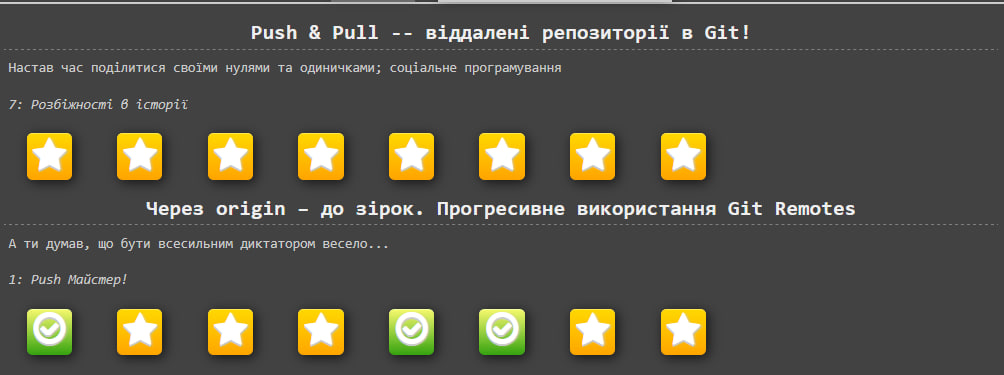 Push & Pull -- віддалені репозиторії в Git!
Настав час поділитися своїми нулями та одиничками; соціальне програмування
7: Розбіжності в історії
Через origin – до зірок. Прогресивне використання Git Remotes
А ти думав, що бути всесильним диктатором весело...
1: Push Майстер!